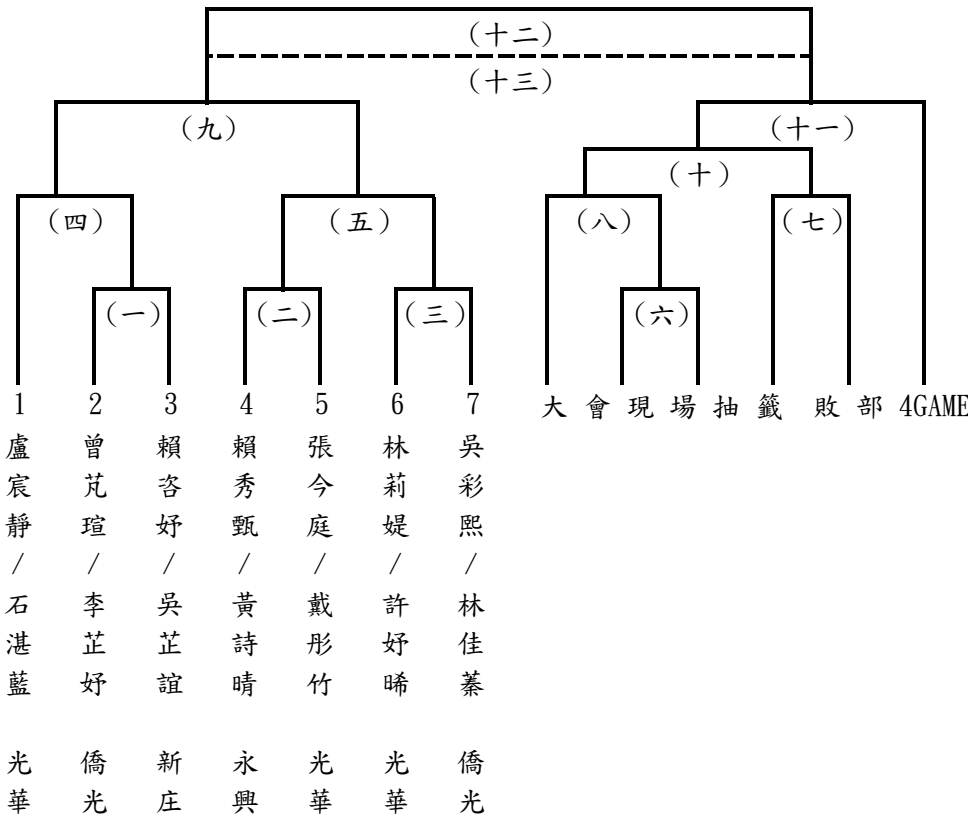 (十二)
(十三)
(九)
(十一)
(十)
(四)
(五)
(八)
(七)
(一)
(二)
(三)
(六)
1 2 3 4 5 6 7 大會現場抽籤 敗部 4GAME
盧宸靜/石湛藍 光華
曾芃瑄/李芷妤 僑光
賴咨妤/吳芷誼 新庄
賴秀甄/黃詩晴 永興
張今庭/戴彤竹 光華
林莉媞/許妤晞 光華
吳彩熙/林佳蓁 僑光